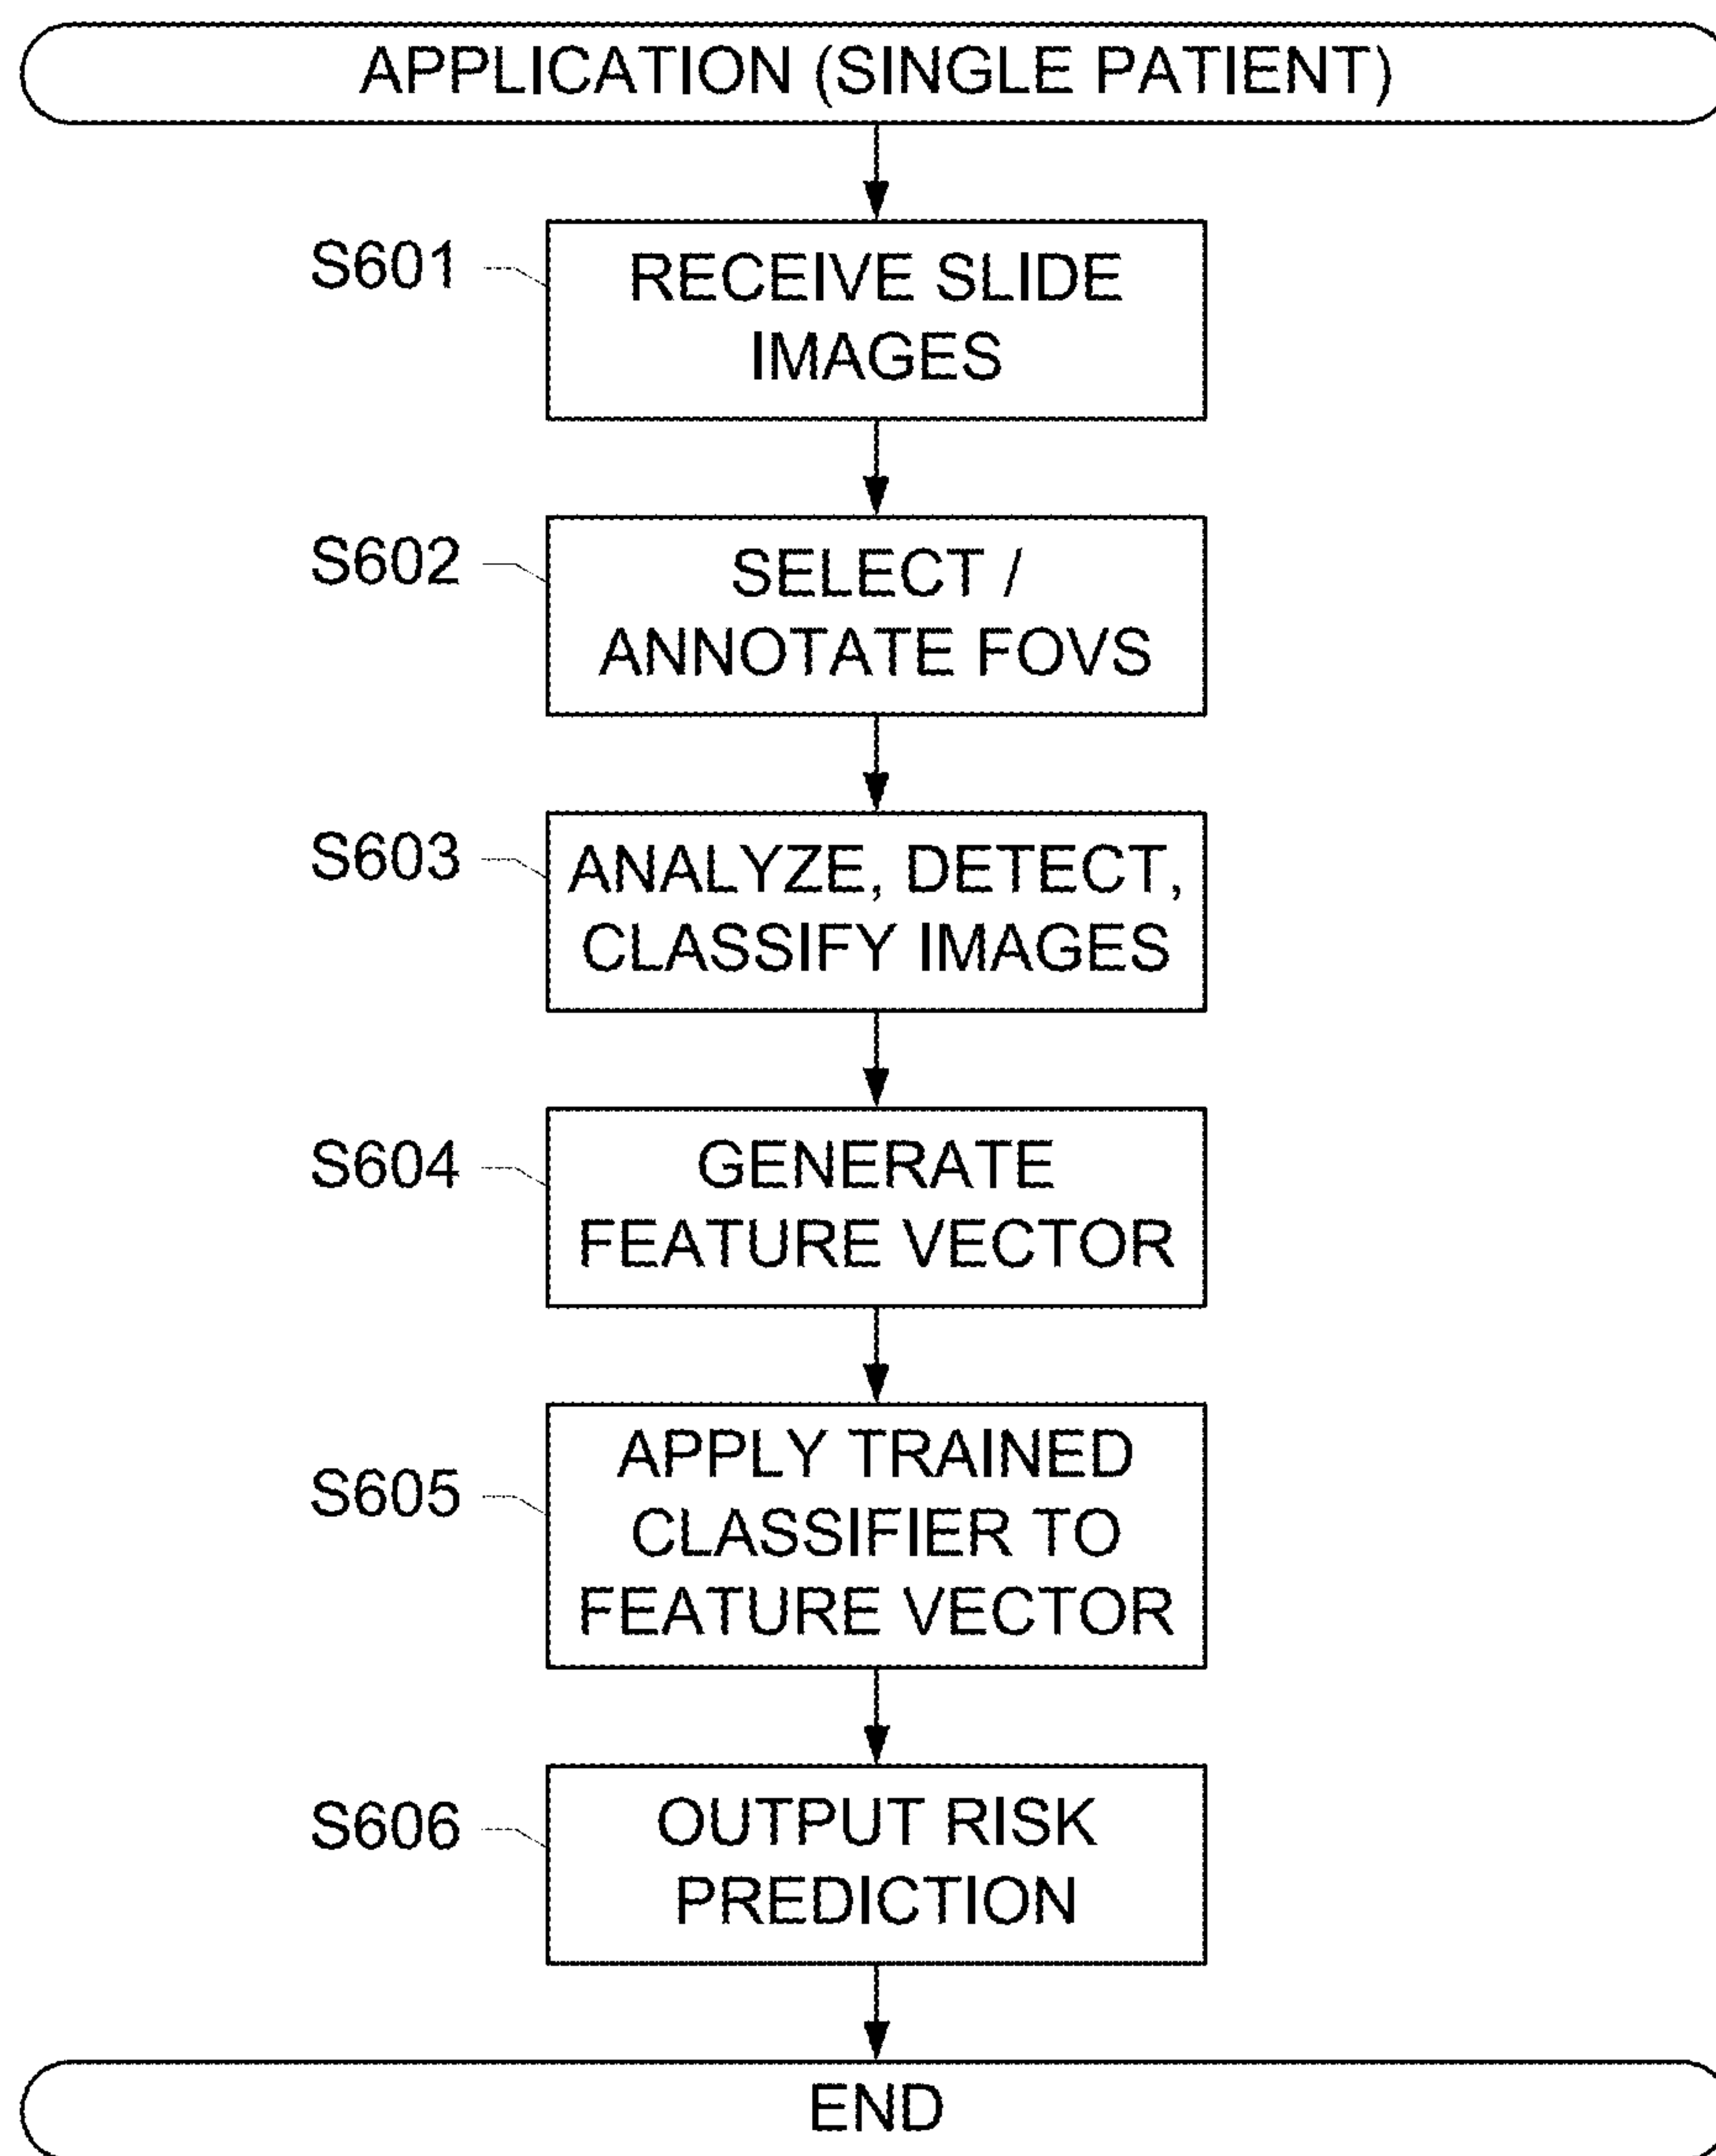 APPLICATION (SINGLE PATIENT)
S601
RECEIVE SLIDE
IMAGES
S602
SELECT /
ANNOTATE FOVS
S603
ANALYZE, DETECT,
CLASSIFY IMAGES
S604
GENERATE
FEATURE VECTOR
S605
APPLY TRAINED
CLASSIFIER TO
FEATURE VECTOR
S606
OUTPUT RISK
PREDICTION
END